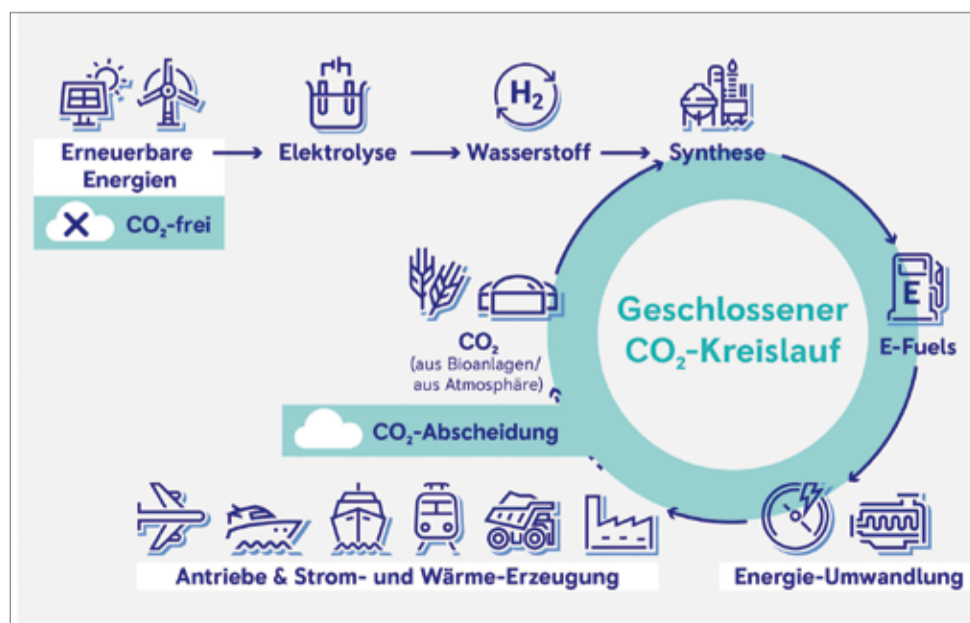 H₂
Erneuerbare
Energien
Elektrolyse
Wasserstoff
Synthese
CO₂-frei
E
E-Fuels
Geschlossener
CO₂-Kreislauf
CO₂
(aus Bioanlagen/
aus Atmosphäre)
CO₂-Abscheidung
Antriebe & Strom- und Wärme-Erzeugung
Energie-Umwandlung